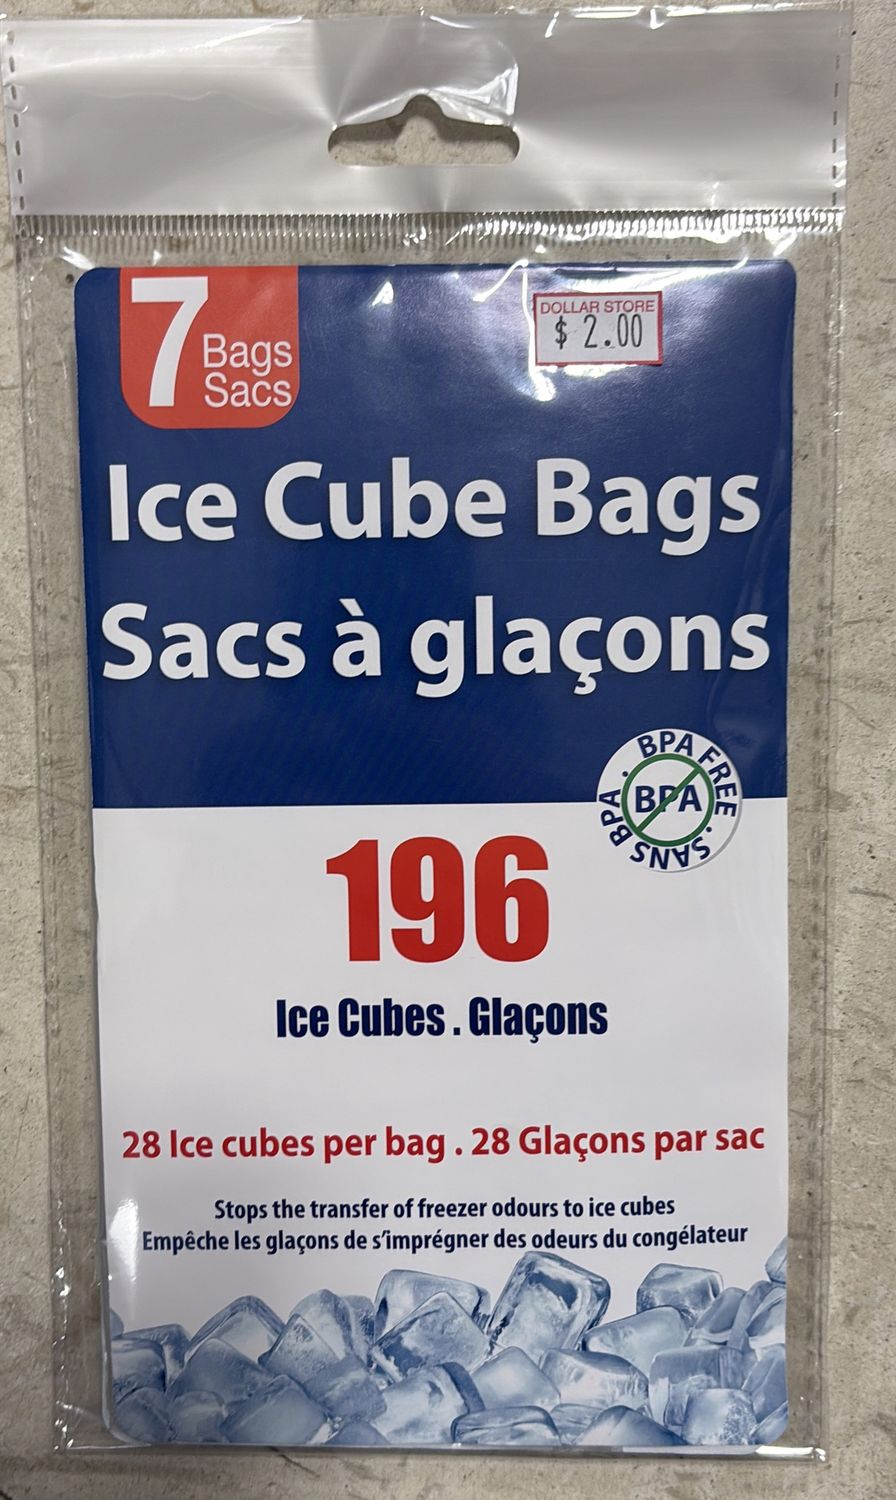 7 Bags
Sacs
DOLLAR STORE
$ 2.00
Ice Cube Bags
Sacs à glaçons
BPA FREE . SANS BPA .
BPA
196
Ice Cubes . Glaçons
28 Ice cubes per bag . 28 Glaçons par sac
Stops the transfer of freezer odours to ice cubes
Empêche les glaçons de s’imprégner des odeurs du congélateur